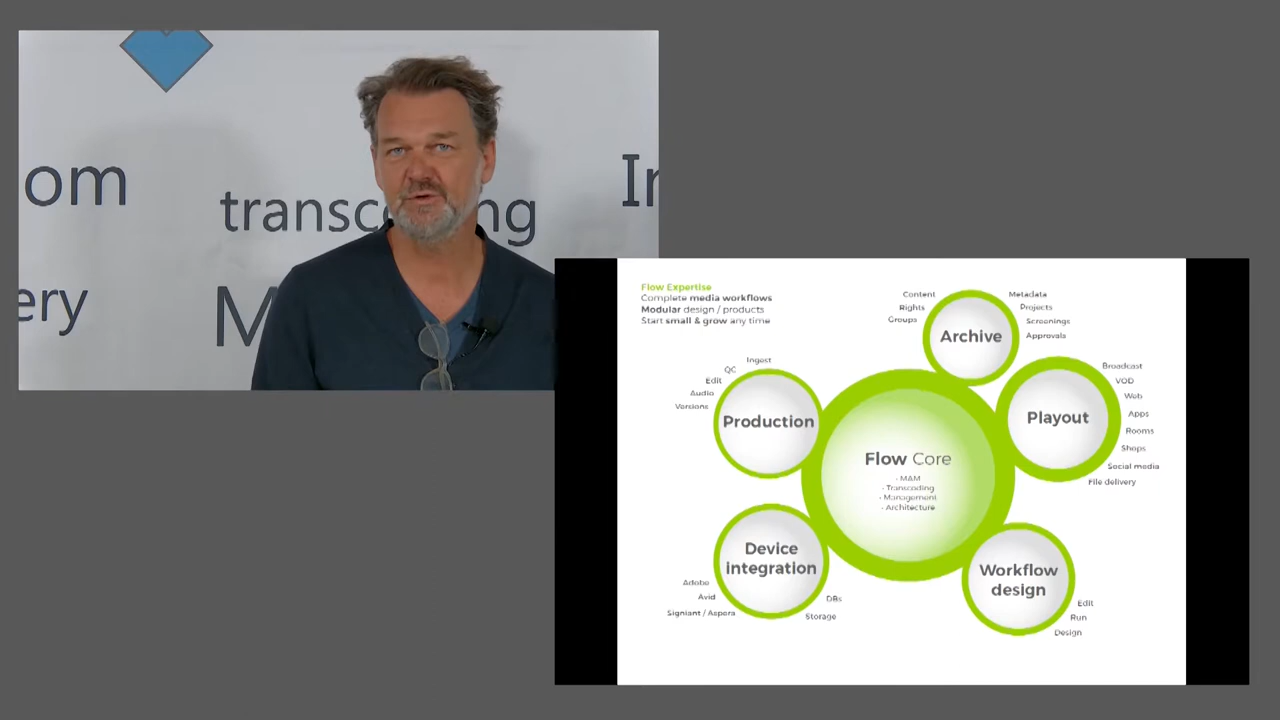 om
transcoding
In
ery
M
Flow Expertise
Complete media workflows
Modular design / products
Start small & grow any time
Content
Rights
Groups
Archive
Metadata
Projects
Screenings
Approvals
Ingest
QC
Edit
Audio
Versions
Production
Playout
Broadcast
VOD
Web
Apps
Rooms
Shops
Social media
File delivery
Flow Core
- MAM
- Transcoding
- Management
- Architecture
Device
integration
Adobe
Avid
Signiant / Aspera
DBs
Storage
Workflow
design
Edit
Run
Design